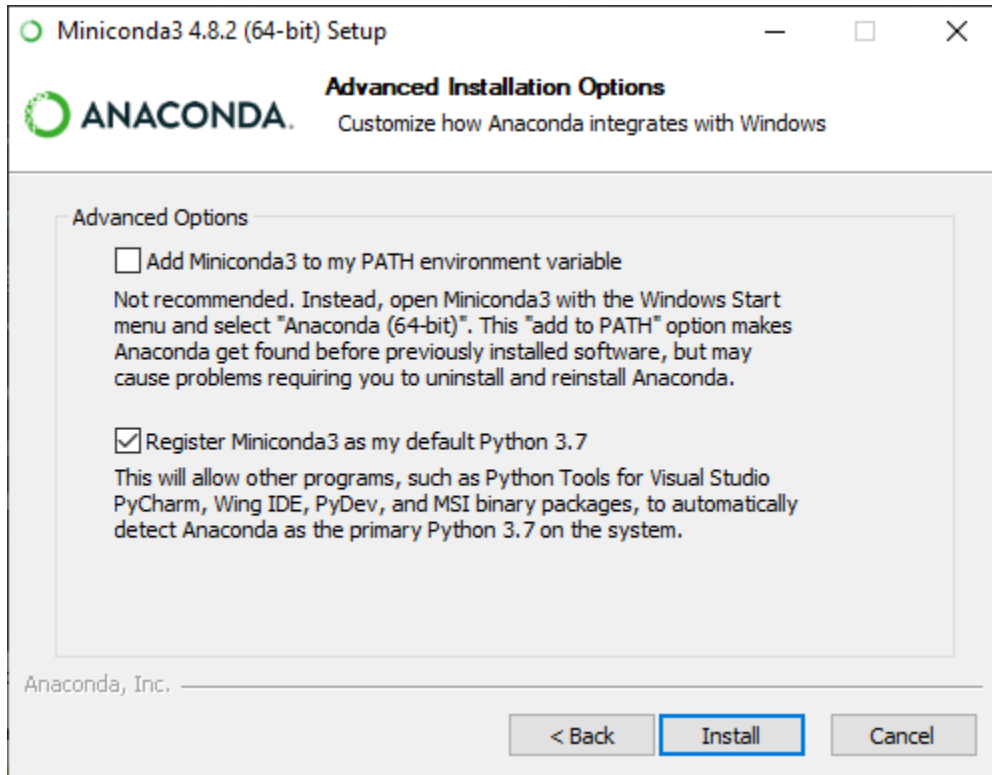 Miniconda3 4.8.2 (64-bit) Setup
ANACONDA.
Advanced Installation Options
Customize how Anaconda integrates with Windows
Advanced Options
Add Miniconda3 to my PATH environment variable
Not recommended. Instead, open Miniconda3 with the Windows Start
menu and select "Anaconda (64-bit)". This "add to PATH" option makes
Anaconda get found before previously installed software, but may
cause problems requiring you to uninstall and reinstall Anaconda.
Register Miniconda3 as my default Python 3.7
This will allow other programs, such as Python Tools for Visual Studio
PyCharm, Wing IDE, PyDev, and MSI binary packages, to automatically
detect Anaconda as the primary Python 3.7 on the system.
Anaconda, Inc.
< Back
Install
Cancel